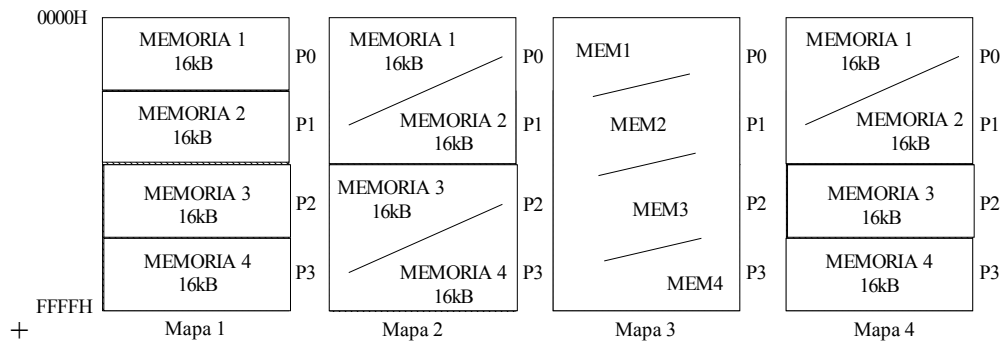 0000H
MEMORIA 1
16kB
P0
MEMORIA 2
16kB
P1
MEMORIA 3
16kB
P2
MEMORIA 4
16kB
P3
FFFFH
Mapa 1
MEMORIA 1
16kB
P0
MEMORIA 2
16kB
P1
MEMORIA 3
16kB
P2
MEMORIA 4
16kB
P3
Mapa 2
MEM1
P0
MEM2
P1
MEM3
P2
MEM4
P3
Mapa 3
MEMORIA 1
16kB
P0
MEMORIA 2
16kB
P1
MEMORIA 3
16kB
P2
MEMORIA 4
16kB
P3
Mapa 4
+